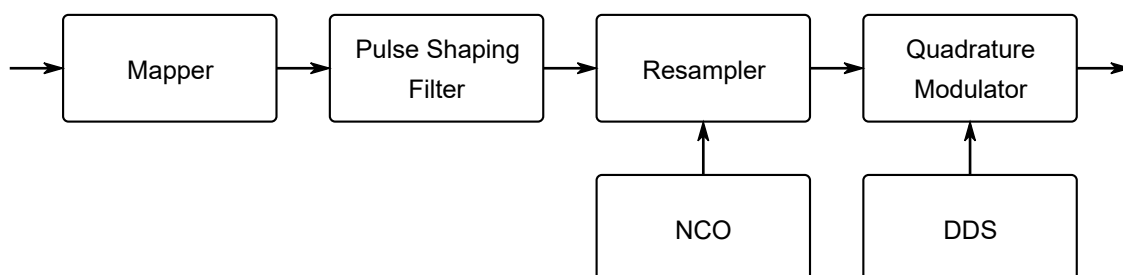 Mapper
Pulse Shaping
Filter
Resampler
Quadrature
Modulator
NCO
DDS